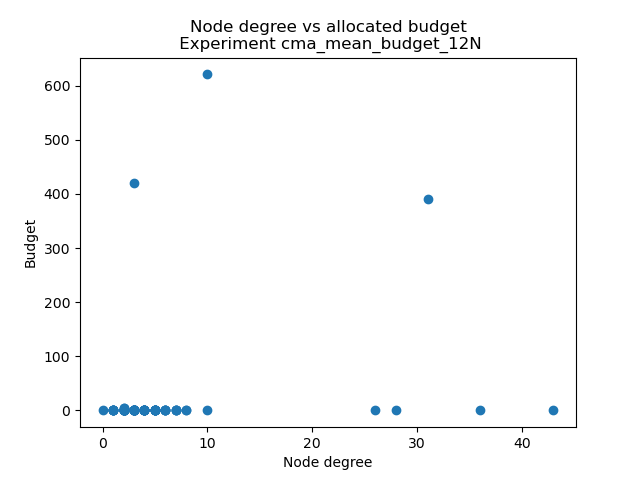 Node degree vs allocated budget
Experiment cma_mean_budget_12N
Budget
600
500
400
300
200
100
0
0 10 20 30 40
Node degree